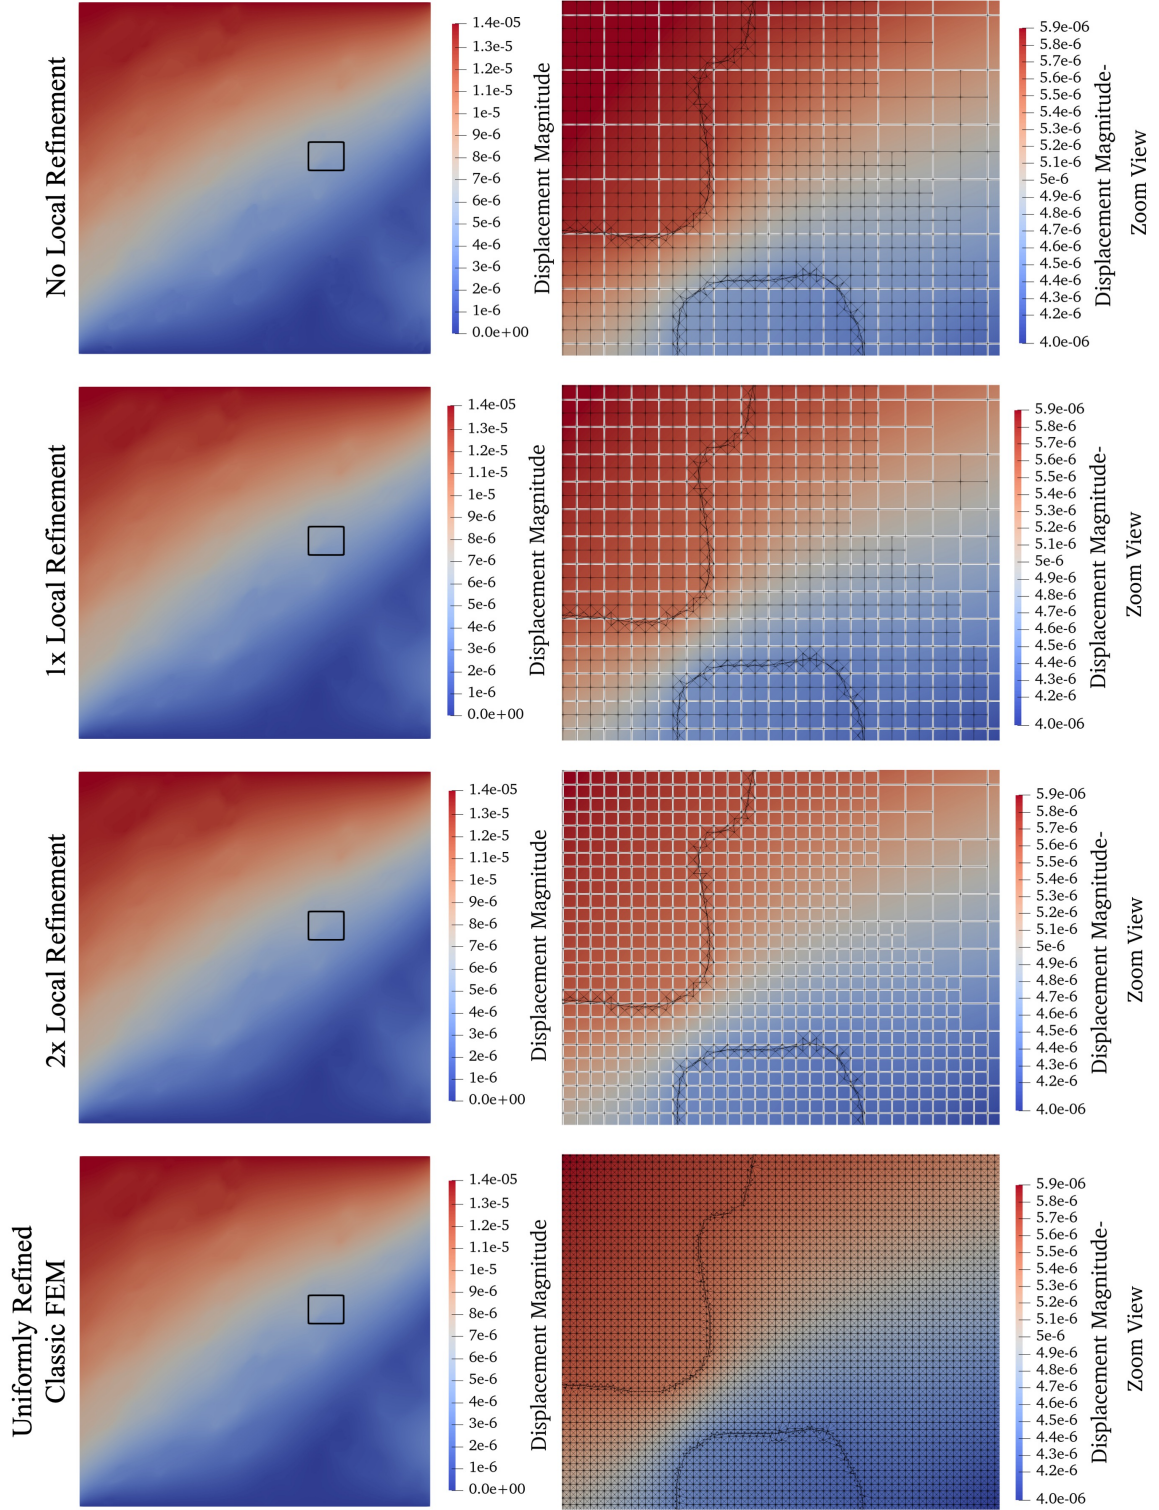 No Local Refinement
1.4e-05
1.3e-5
1.2e-5
1.1e-5
1e-5
9e-6
8e-6
7e-6
6e-6
5e-6
4e-6
3e-6
2e-6
1e-6
0.0e+00
Displacement Magnitude
5.9e-06
5.8e-6
5.7e-6
5.6e-6
5.5e-6
5.4e-6
5.3e-6
5.2e-6
5.1e-6
5e-6
4.9e-6
4.8e-6
4.7e-6
4.6e-6
4.5e-6
4.4e-6
4.3e-6
4.2e-6
4.0e-06
Displacement Magnitude-
Zoom View
1x Local Refinement
1.4e-05
1.3e-5
1.2e-5
1.1e-5
1e-5
9e-6
8e-6
7e-6
6e-6
5e-6
4e-6
3e-6
2e-6
1e-6
0.0e+00
Displacement Magnitude
5.9e-06
5.8e-6
5.7e-6
5.6e-6
5.5e-6
5.4e-6
5.3e-6
5.2e-6
5.1e-6
5e-6
4.9e-6
4.8e-6
4.7e-6
4.6e-6
4.5e-6
4.4e-6
4.3e-6
4.2e-6
4.0e-06
Displacement Magnitude-
Zoom View
2x Local Refinement
1.4e-05
1.3e-5
1.2e-5
1.1e-5
1e-5
9e-6
8e-6
7e-6
6e-6
5e-6
4e-6
3e-6
2e-6
1e-6
0.0e+00
Displacement Magnitude
5.9e-06
5.8e-6
5.7e-6
5.6e-6
5.5e-6
5.4e-6
5.3e-6
5.2e-6
5.1e-6
5e-6
4.9e-6
4.8e-6
4.7e-6
4.6e-6
4.5e-6
4.4e-6
4.3e-6
4.2e-6
4.0e-06
Displacement Magnitude-
Zoom View
Uniformly Refined
Classic FEM
1.4e-05
1.3e-5
1.2e-5
1.1e-5
1e-5
9e-6
8e-6
7e-6
6e-6
5e-6
4e-6
3e-6
2e-6
1e-6
0.0e+00
Displacement Magnitude
5.9e-06
5.8e-6
5.7e-6
5.6e-6
5.5e-6
5.4e-6
5.3e-6
5.2e-6
5.1e-6
5e-6
4.9e-6
4.8e-6
4.7e-6
4.6e-6
4.5e-6
4.4e-6
4.3e-6
4.2e-6
4.0e-06
Displacement Magnitude-
Zoom View